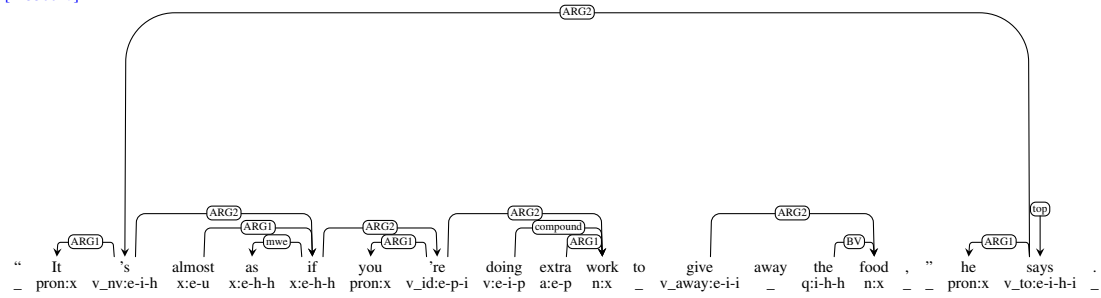 ARG2
top
ARG2 ARG2 ARG2
ARG1 compound
ARG1 mwe ARG2 ARG1 ARG1 BV ARG1
“ It 's almost as if you 're doing extra work to give away the food , ” he says .
_ pron:x v_nv:e-i-h x:e-u x:e-h-h x:e-h-h pron:x v_id:e-p-i v:e-i-p a:e-p n:x _ v_away:e-i-i _ q:i-h-h n:x _ _ pron:x v_to:e-i-h-i _